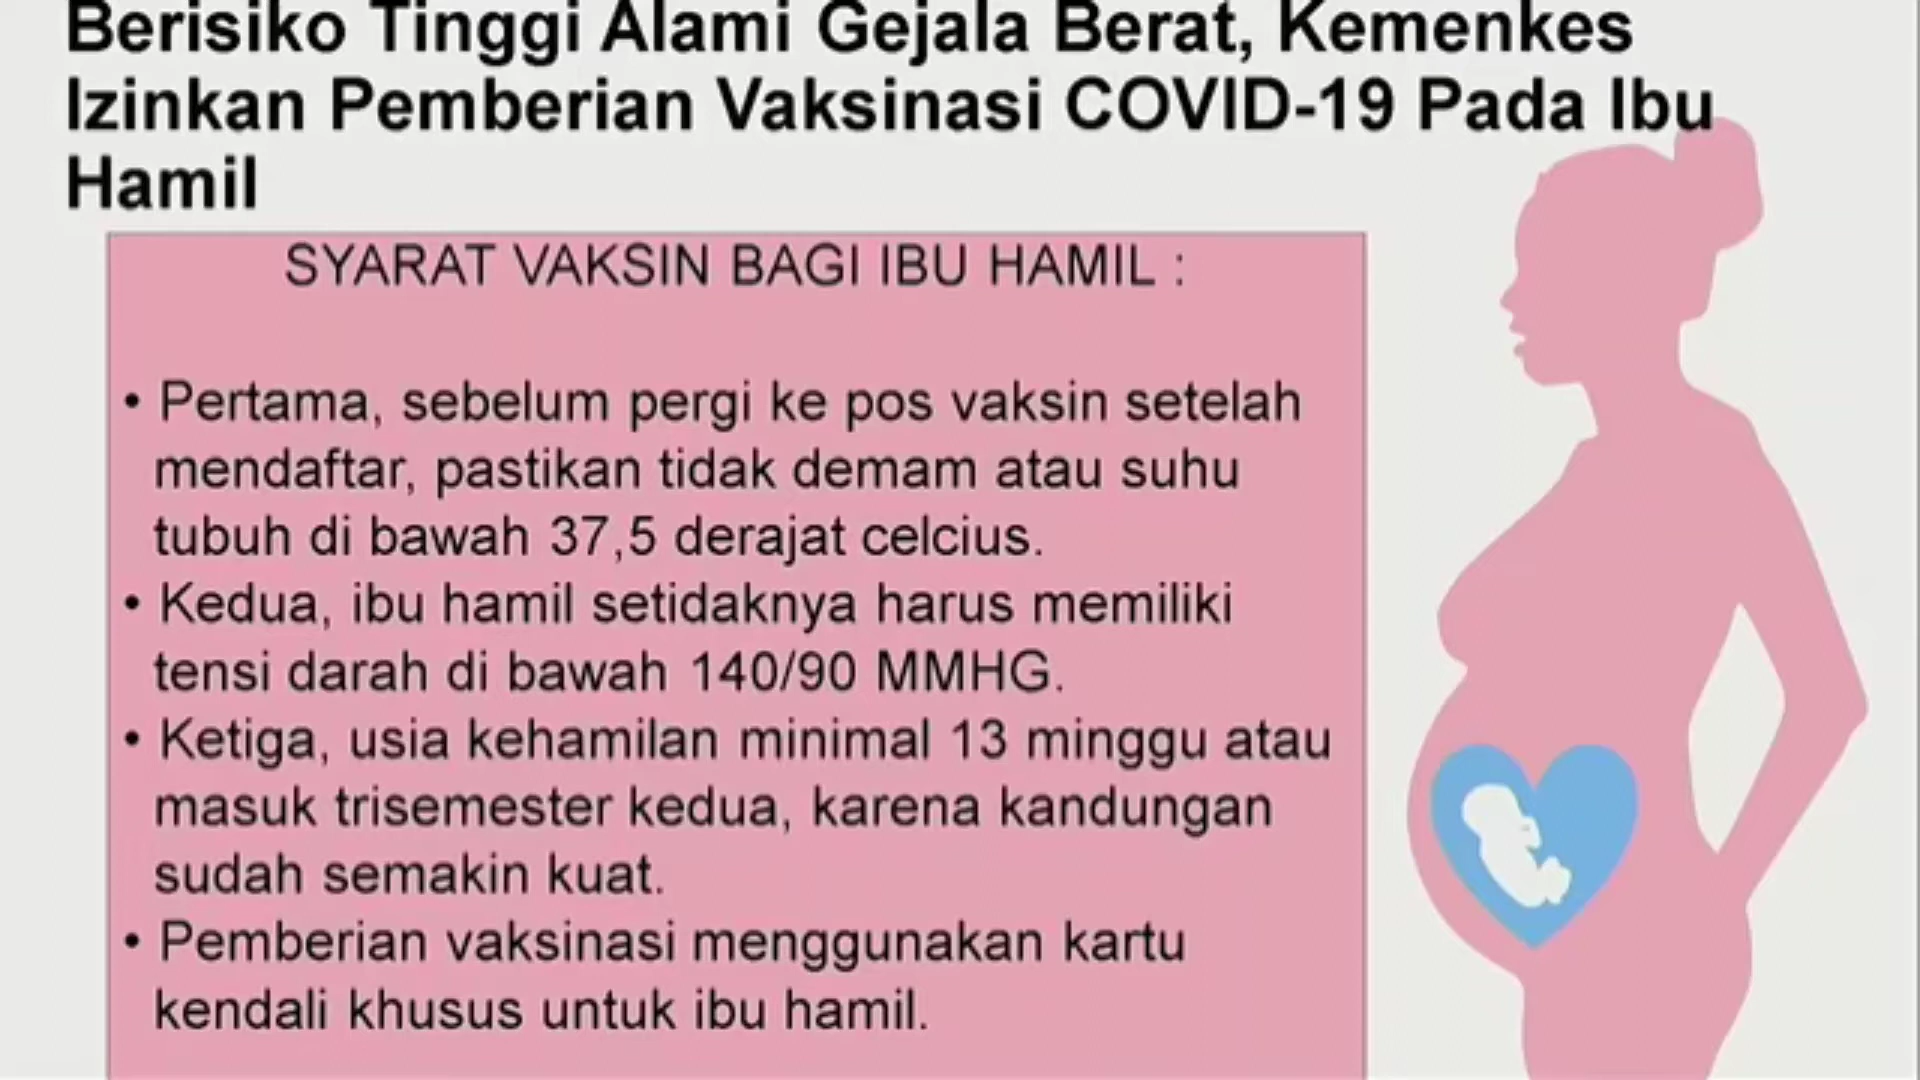 Berisiko Tinggi Alami Gejala Berat, Kemenkes
Izinkan Pemberian Vaksinasi COVID-19 Pada Ibu
Hamil
SYARAT VAKSIN BAGI IBU HAMIL :
• Pertama, sebelum pergi ke pos vaksin setelah
mendaftar, pastikan tidak demam atau suhu
tubuh di bawah 37,5 derajat celcius.
• Kedua, ibu hamil setidaknya harus memiliki
tensi darah di bawah 140/90 MMHG.
• Ketiga, usia kehamilan minimal 13 minggu atau
masuk trisemester kedua, karena kandungan
sudah semakin kuat.
• Pemberian vaksinasi menggunakan kartu
kendali khusus untuk ibu hamil.